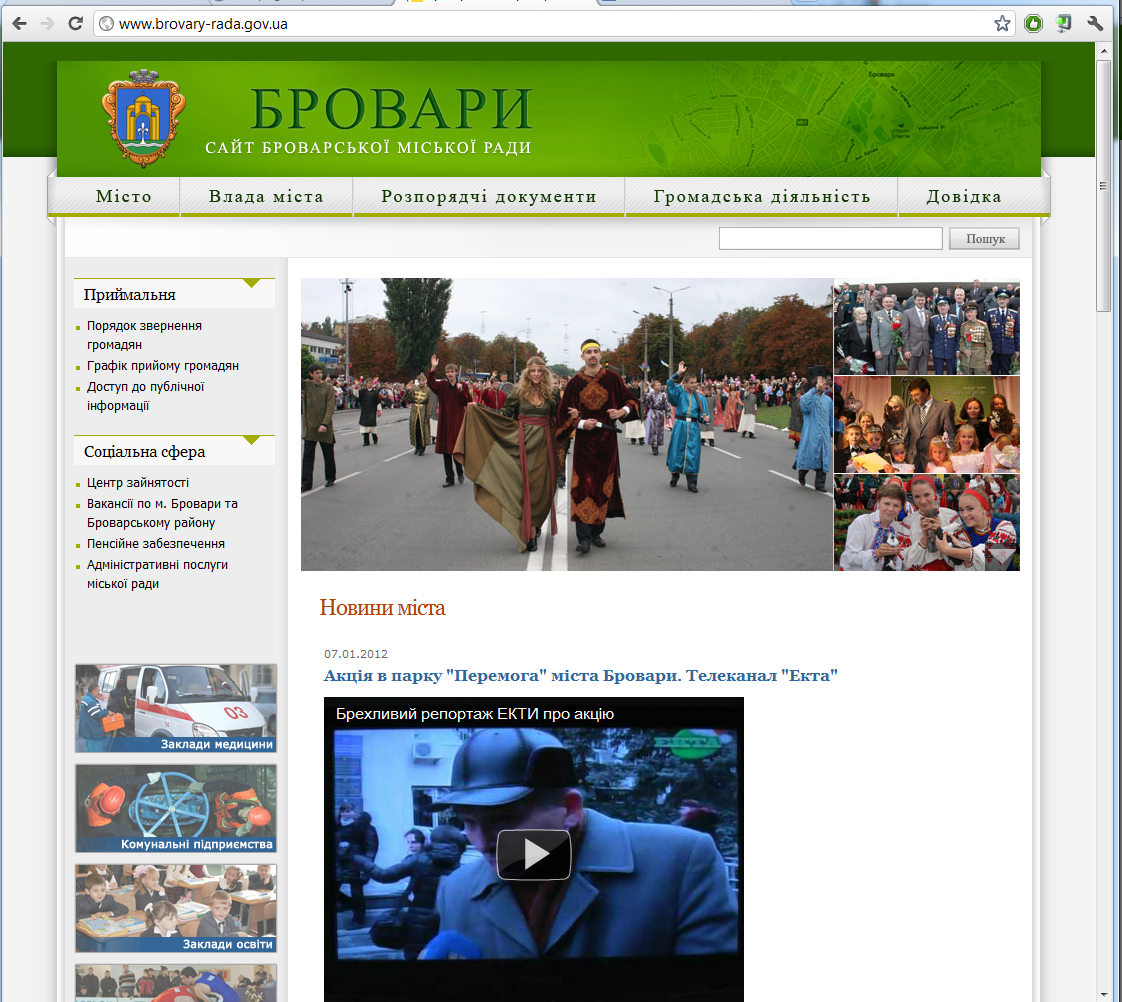 www.brovary-rada.gov.ua
БРОВАРИ
САЙТ БРОВАРСЬКОЇ МІСЬКОЇ РАДИ
Бровари
Місто
Влада міста
Розпорядчі документи
Громадська діяльність
Довідка
Пошук
Приймальня
Порядок звернення
громадян
Графік прийому громадян
Доступ до публічної
інформації
Соціальна сфера
Центр зайнятості
Вакансії по м. Бровари та
Броварському району
Пенсійне забезпечення
Адміністративні послуги
міської ради
03
Заклади медицини
Комунальні підприємства
Заклади освіти
Новини міста
07.01.2012
Акція в парку "Перемога" міста Бровари. Телеканал "Екта"
Брехливий репортаж ЕКТИ про акцію